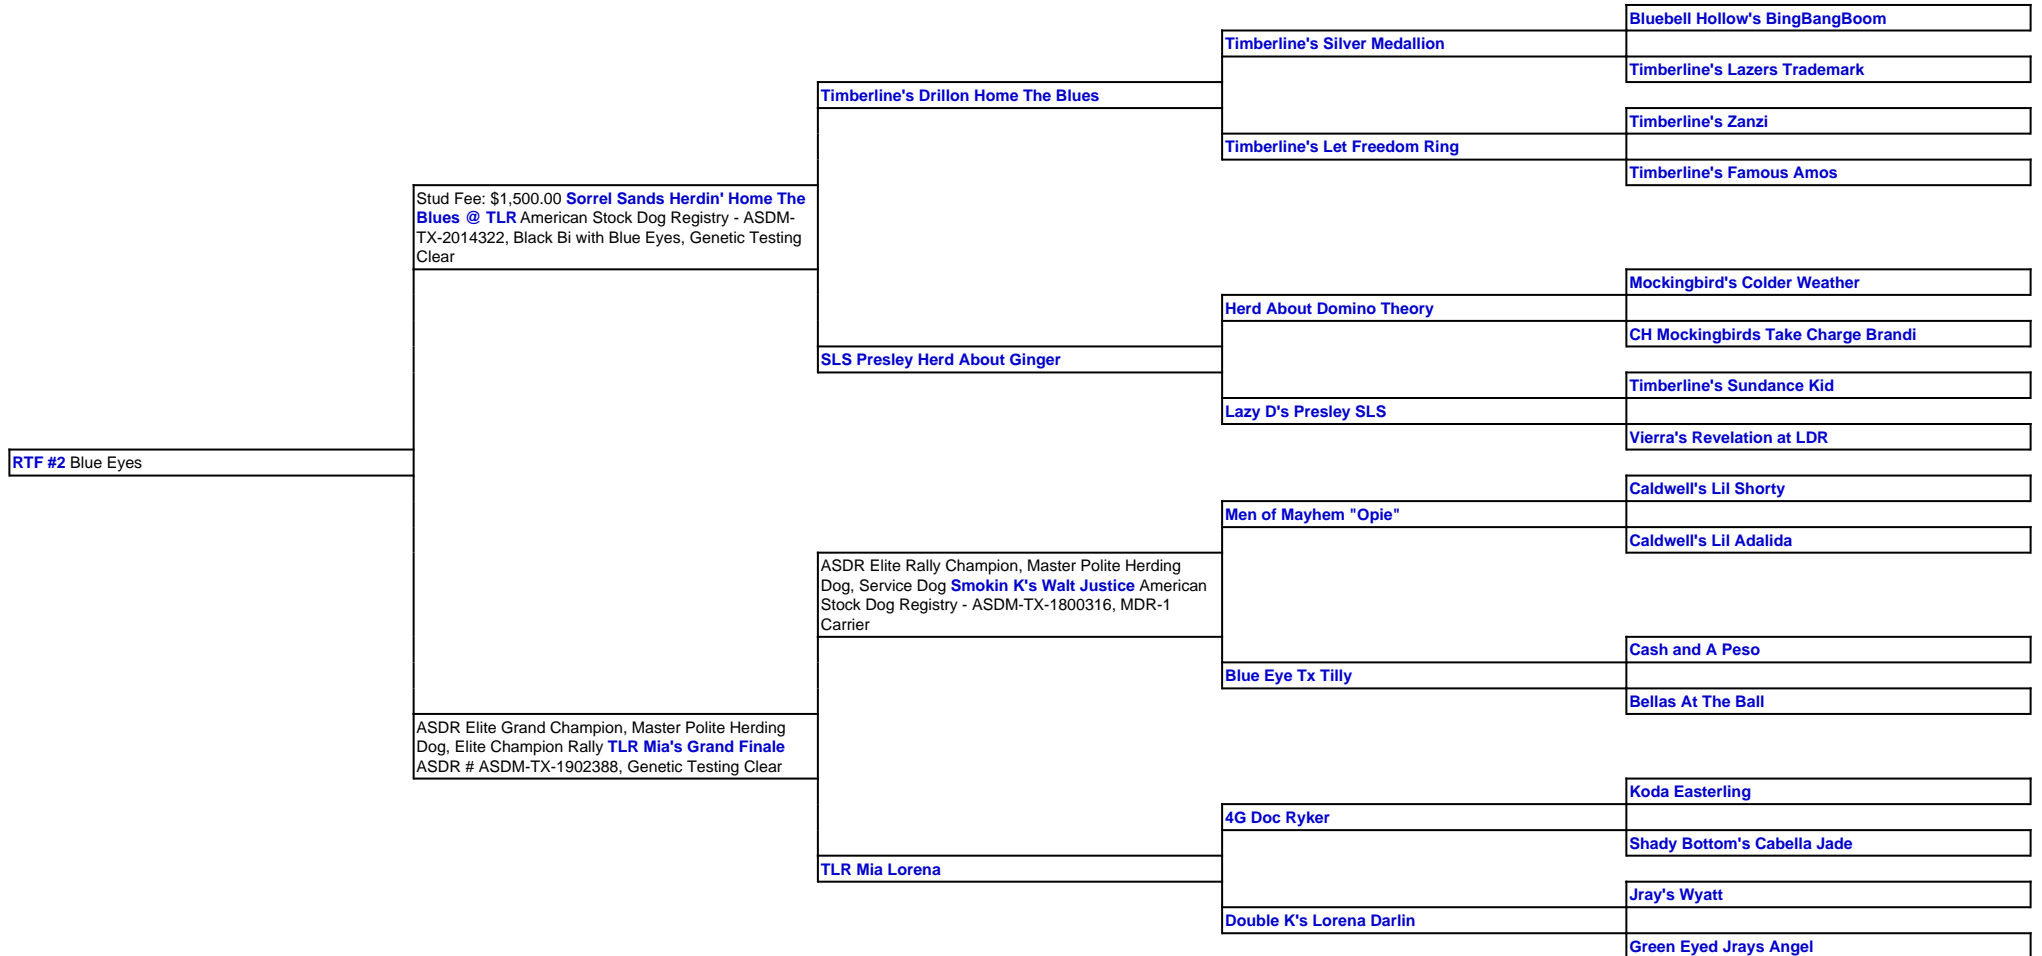 Bluebell Hollow's BingBangBoom
Timberline's Silver Medallion
Timberline's Lazers Trademark
Timberline's Drillon Home The Blues
Timberline's Zanzi
Timberline's Let Freedom Ring
Timberline's Famous Amos
Stud Fee: $1,500.00 Sorrel Sands Herdin' Home The
Blues @ TLR American Stock Dog Registry - ASDM-
TX-2014322, Black Bi with Blue Eyes, Genetic Testing
Clear
Mockingbird's Colder Weather
Herd About Domino Theory
CH Mockingbirds Take Charge Brandi
SLS Presley Herd About Ginger
Timberline's Sundance Kid
Lazy D's Presley SLS
Vierra's Revelation at LDR
RTF #2 Blue Eyes
Caldwell's Lil Shorty
Men of Mayhem "Opie"
Caldwell's Lil Adalida
ASDR Elite Rally Champion, Master Polite Herding
Dog, Service Dog Smokin K's Walt Justice American
Stock Dog Registry - ASDM-TX-1800316, MDR-1
Carrier
Cash and A Peso
Blue Eye Tx Tilly
Bellas At The Ball
ASDR Elite Grand Champion, Master Polite Herding
Dog, Elite Champion Rally TLR Mia's Grand Finale
ASDR # ASDM-TX-1902388, Genetic Testing Clear
Koda Easterling
4G Doc Ryker
Shady Bottom's Cabella Jade
TLR Mia Lorena
Jray's Wyatt
Double K's Lorena Darlin
Green Eyed Jrays Angel